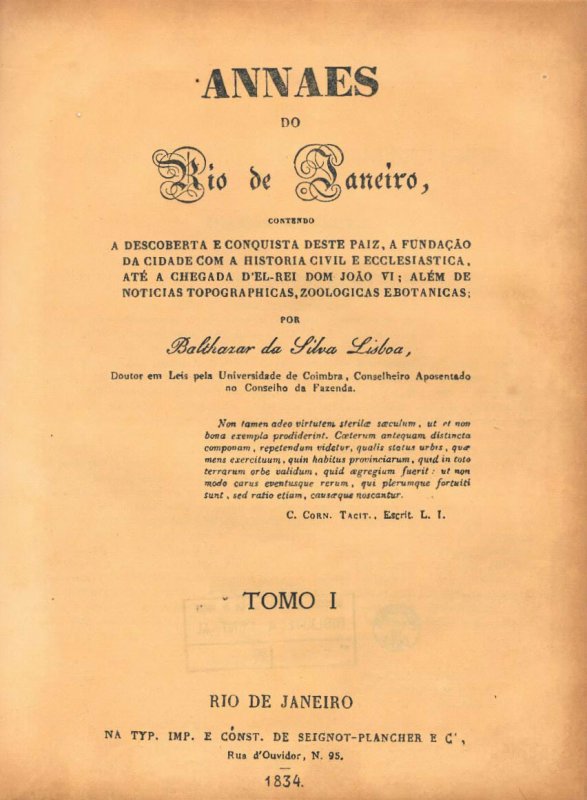 ANNAES
DO
Rio de Janeiro,
CONTENDO
A DESCOBERTA E CONQUISTA DESTE PAIZ, A FUNDAÇÃO
DA CIDADE COM A HISTORIA CIVIL E ECCLESIASTICA,
ATÉ A CHEGADA D'EL-REI DOM JOÃO VI; ALÉM DE
NOTICIAS TOPOGRAPHICAS, ZOOLOGICAS E BOTANICAS;
POR
Balthazar da Silva Lisboa,
Doutor em Leis pela Universidade de Coimbra, Conselheiro Aposentado
no Conselho da Fazenda.
Non tamen adeo virtutem sterilæ sæculum, ut et non
bona exempla prodiderint. Cœterum antequam distincta
componam, repetendum videtur, qualis status urbis, quæ
mens exercituum, quin habitus provinciarum, quid in toto
terrarum orbe validum, quid ægregium fuerit: ut non
modo carus eventusque rerum, qui plerumque fortuiti
sunt, sed ratio etiam, causæque noscantur.
C. CORN. TACIT., Escrit. L. I.
TOMO I
RIO DE JANEIRO
NA TYP. IMP. E CONST. DE SEIGNOT-PLANCHER E Cª,
Rua d'Ouvidor, N. 95.
1834.